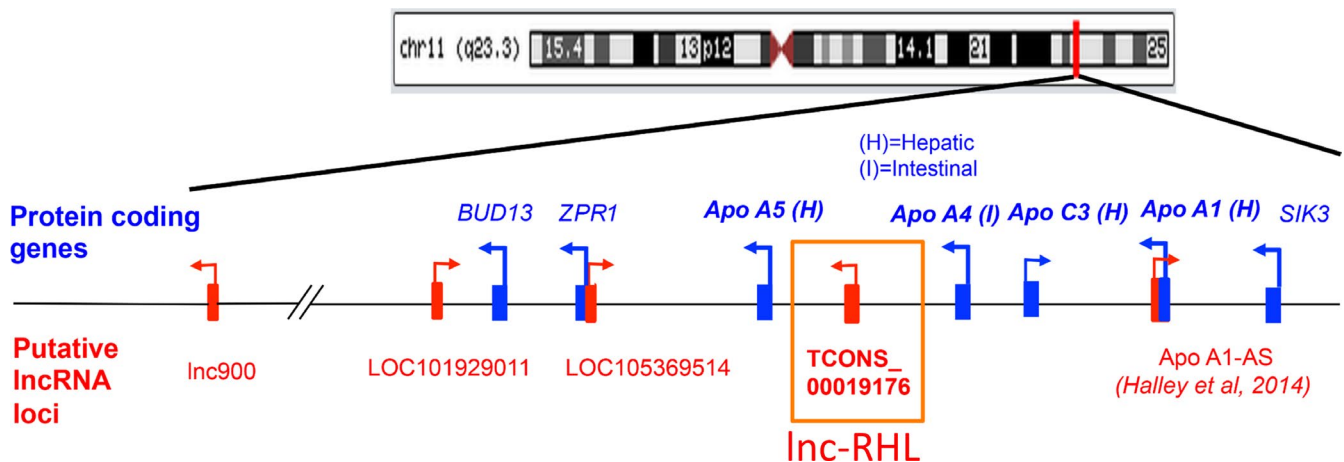 chr11 (q23.3) 15.4 13 p12 14.1 21 25
(H)=Hepatic
(I)=Intestinal
Protein coding
genes
BUD13 ZPR1 Apo A5 (H) Apo A4 (I) Apo C3 (H) Apo A1 (H) SIK3
//
Putative
lncRNA
loci
lnc900 LOC101929011 LOC105369514 TCONS_
00019176
Apo A1-AS
(Halley et al, 2014)
lnc-RHL